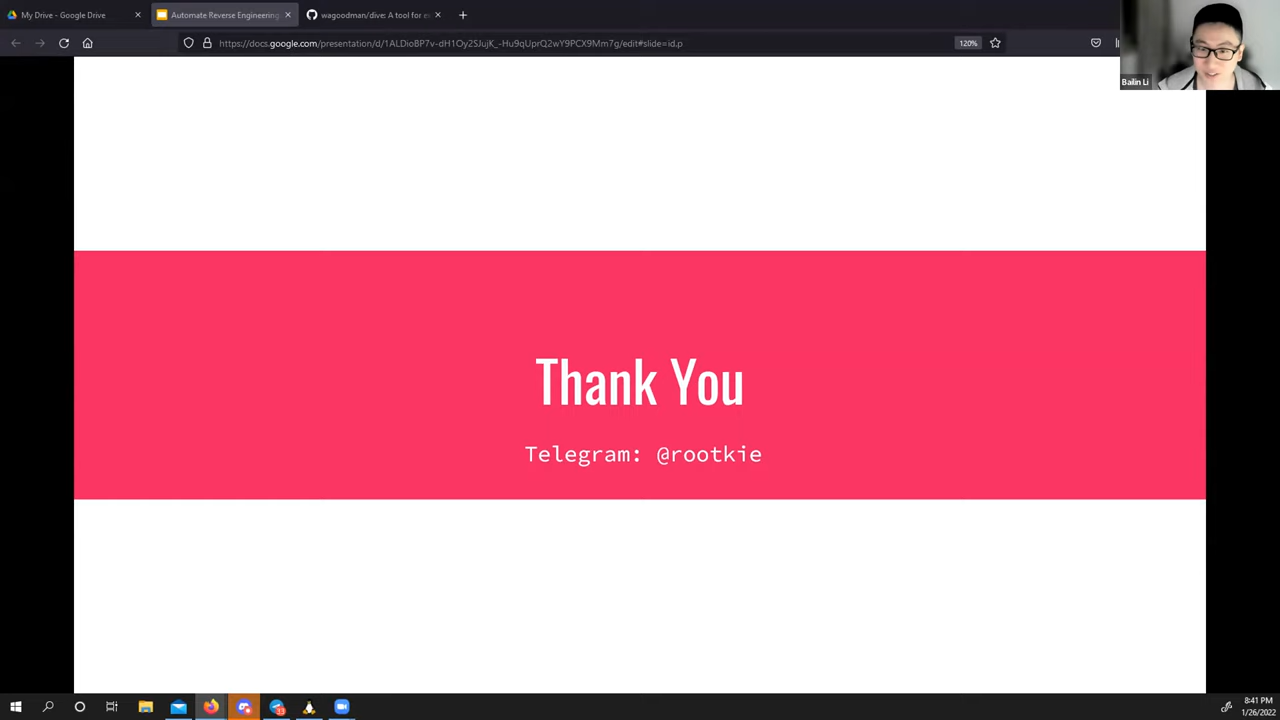 My Drive - Google Drive
Automate Reverse Engineering
wagoodman/dive: A tool for e
https://docs.google.com/presentation/d/1ALDioBP7v-dH1Oy2SJujK_-Hu9qUprQ2wY9PCX9Mm7g/edit#slide=id.p
120%
Bailin Li
Thank You
Telegram: @rootkie
8:41 PM
1/26/2022